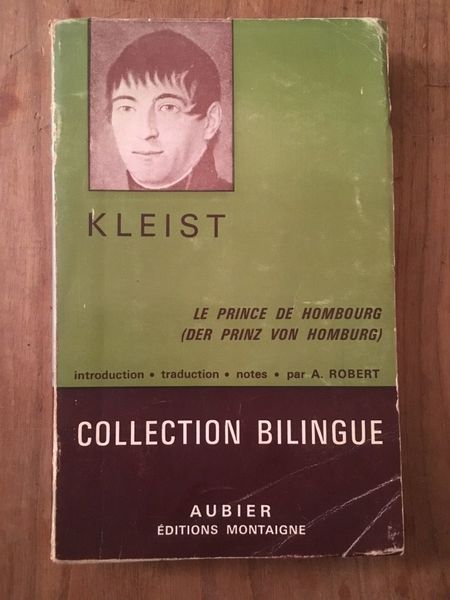 KLEIST
LE PRINCE DE HOMBOURG
(DER PRINZ VON HOMBURG)
introduction • traduction • notes • par A. ROBERT
COLLECTION BILINGUE
AUBIER
ÉDITIONS MONTAIGNE